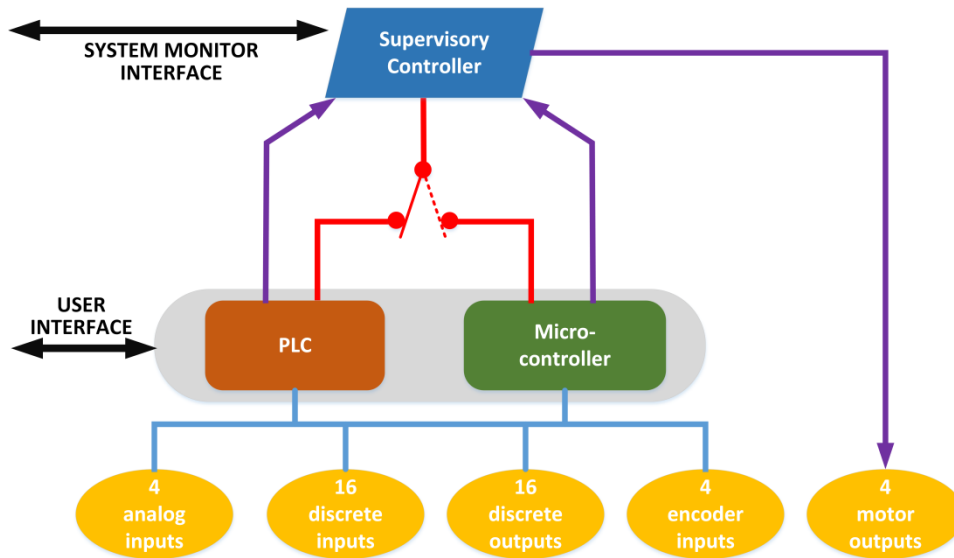 Supervisory
Controller
SYSTEM MONITOR
INTERFACE
USER
INTERFACE
PLC
Micro-
controller
4
analog
inputs
16
discrete
inputs
16
discrete
outputs
4
encoder
inputs
4
motor
outputs